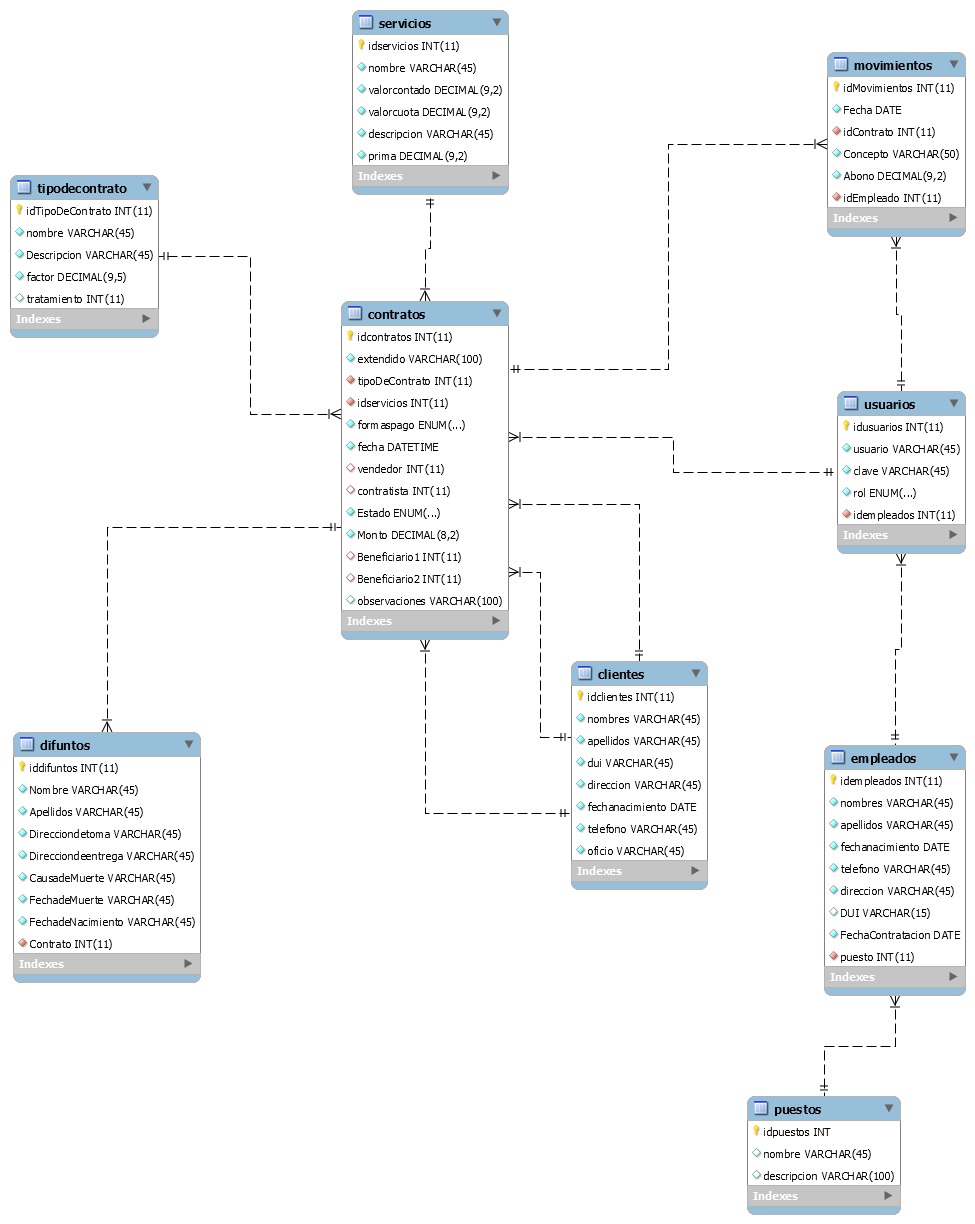 servicios
idservicios INT(11)
nombre VARCHAR(45)
valorcontado DECIMAL(9,2)
valorcuota DECIMAL(9,2)
descripcion VARCHAR(45)
prima DECIMAL(9,2)
Indexes
movimientos
idMovimientos INT(11)
Fecha DATE
idContrato INT(11)
Concepto VARCHAR(50)
Abono DECIMAL(9,2)
idEmpleado INT(11)
Indexes
tipodecontrato
idTipoDeContrato INT(11)
nombre VARCHAR(45)
Descripcion VARCHAR(45)
factor DECIMAL(9,5)
tratamiento INT(11)
Indexes
contratos
idcontratos INT(11)
extendido VARCHAR(100)
tipoDeContrato INT(11)
idservicios INT(11)
formaspago ENUM(...)
fecha DATETIME
vendedor INT(11)
contratista INT(11)
Estado ENUM(...)
Monto DECIMAL(8,2)
Beneficiario1 INT(11)
Beneficiario2 INT(11)
observaciones VARCHAR(100)
Indexes
usuarios
idusuarios INT(11)
usuario VARCHAR(45)
clave VARCHAR(45)
rol ENUM(...)
idempleados INT(11)
Indexes
clientes
idclientes INT(11)
nombres VARCHAR(45)
apellidos VARCHAR(45)
dui VARCHAR(45)
direccion VARCHAR(45)
fechanacimiento DATE
telefono VARCHAR(45)
oficio VARCHAR(45)
Indexes
difuntos
iddifuntos INT(11)
Nombre VARCHAR(45)
Apellidos VARCHAR(45)
Direcciondetoma VARCHAR(45)
Direcciondeentrega VARCHAR(45)
CausadeMuerte VARCHAR(45)
FechadeMuerte VARCHAR(45)
FechadeNacimiento VARCHAR(45)
Contrato INT(11)
Indexes
empleados
idempleados INT(11)
nombres VARCHAR(45)
apellidos VARCHAR(45)
fechanacimiento DATE
telefono VARCHAR(45)
direccion VARCHAR(45)
DUI VARCHAR(15)
FechaContratacion DATE
puesto INT(11)
Indexes
puestos
idpuestos INT
nombre VARCHAR(45)
descripcion VARCHAR(100)
Indexes